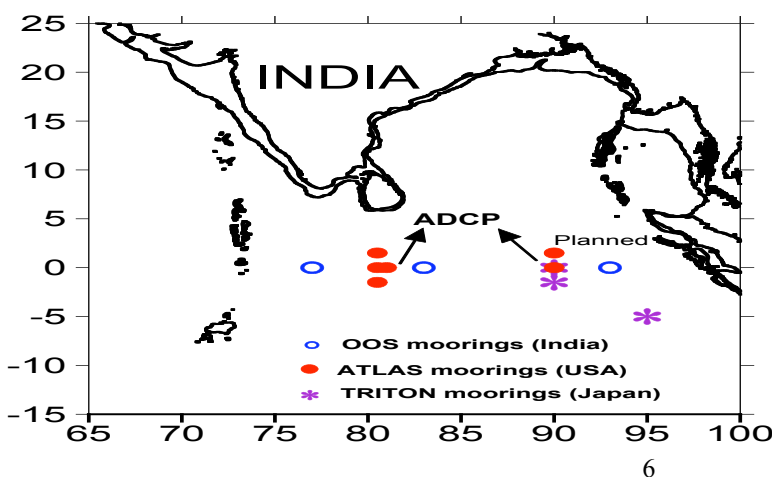 25
20
15
10
5
0
-5
-10
-15
INDIA
ADCP
Planned
OOS moorings (India)
ATLAS moorings (USA)
TRITON moorings (Japan)
65 70 75 80 85 90 95 100
6